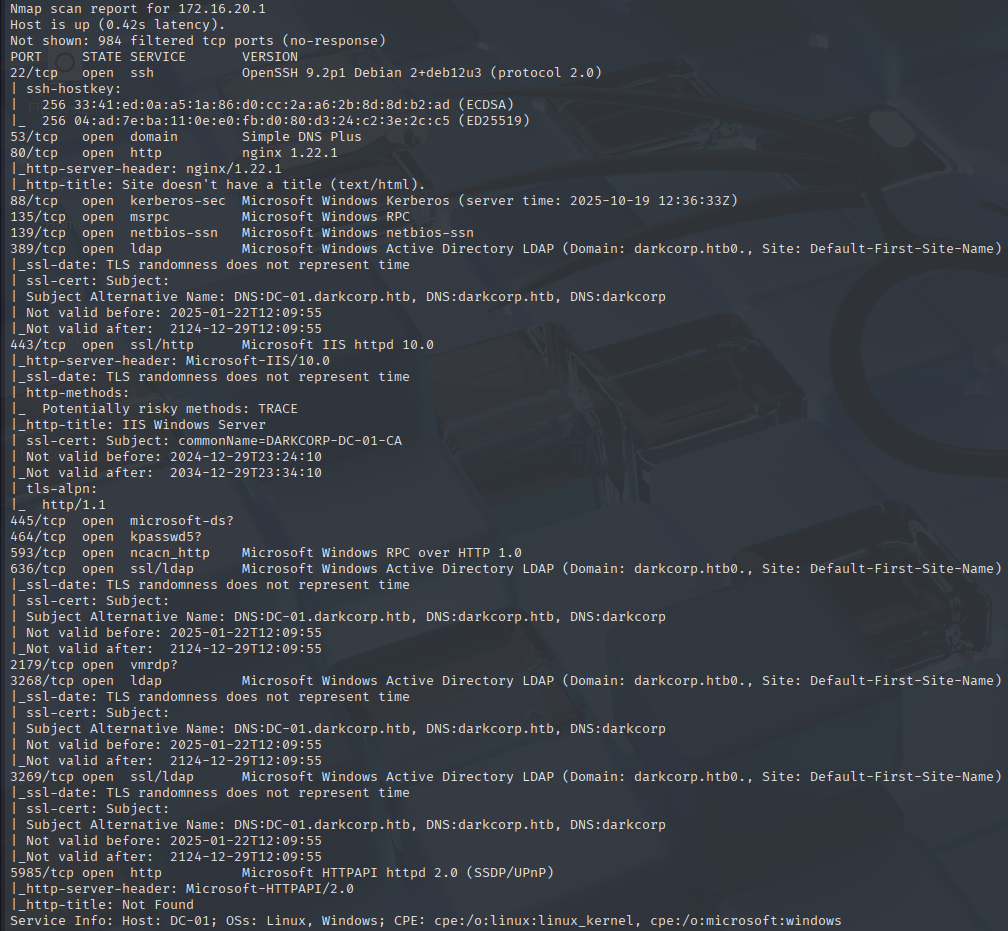 Nmap scan report for 172.16.20.1
Host is up (0.42s latency).
Not shown: 984 filtered tcp ports (no-response)
PORT     STATE SERVICE       VERSION
22/tcp   open  ssh           OpenSSH 9.2p1 Debian 2+deb12u3 (protocol 2.0)
| ssh-hostkey:
|   256 33:41:ed:0a:a5:1a:86:d0:cc:2a:a6:2b:8d:8d:b2:ad (ECDSA)
|_  256 04:ad:7e:ba:11:0e:e0:fb:d0:80:d3:24:c2:3e:2c:c5 (ED25519)
53/tcp   open  domain        Simple DNS Plus
80/tcp   open  http          nginx 1.22.1
|_http-server-header: nginx/1.22.1
|_http-title: Site doesn't have a title (text/html).
88/tcp   open  kerberos-sec  Microsoft Windows Kerberos (server time: 2025-10-19 12:36:33Z)
135/tcp  open  msrpc         Microsoft Windows RPC
139/tcp  open  netbios-ssn   Microsoft Windows netbios-ssn
389/tcp  open  ldap          Microsoft Windows Active Directory LDAP (Domain: darkcorp.htb0., Site: Default-First-Site-Name)
|_ssl-date: TLS randomness does not represent time
| ssl-cert: Subject:
| Subject Alternative Name: DNS:DC-01.darkcorp.htb, DNS:darkcorp.htb, DNS:darkcorp
| Not valid before: 2025-01-22T12:09:55
|_Not valid after:  2124-12-29T12:09:55
443/tcp  open  ssl/http      Microsoft IIS httpd 10.0
|_http-server-header: Microsoft-IIS/10.0
|_ssl-date: TLS randomness does not represent time
| http-methods:
|_  Potentially risky methods: TRACE
|_http-title: IIS Windows Server
| ssl-cert: Subject: commonName=DARKCORP-DC-01-CA
| Not valid before: 2024-12-29T23:24:10
|_Not valid after:  2034-12-29T23:34:10
| tls-alpn:
|_  http/1.1
445/tcp  open  microsoft-ds?
464/tcp  open  kpasswd5?
593/tcp  open  ncacn_http    Microsoft Windows RPC over HTTP 1.0
636/tcp  open  ssl/ldap      Microsoft Windows Active Directory LDAP (Domain: darkcorp.htb0., Site: Default-First-Site-Name)
|_ssl-date: TLS randomness does not represent time
| ssl-cert: Subject:
| Subject Alternative Name: DNS:DC-01.darkcorp.htb, DNS:darkcorp.htb, DNS:darkcorp
| Not valid before: 2025-01-22T12:09:55
|_Not valid after:  2124-12-29T12:09:55
2179/tcp open  vmrdp?
3268/tcp open  ldap          Microsoft Windows Active Directory LDAP (Domain: darkcorp.htb0., Site: Default-First-Site-Name)
|_ssl-date: TLS randomness does not represent time
| ssl-cert: Subject:
| Subject Alternative Name: DNS:DC-01.darkcorp.htb, DNS:darkcorp.htb, DNS:darkcorp
| Not valid before: 2025-01-22T12:09:55
|_Not valid after:  2124-12-29T12:09:55
3269/tcp open  ssl/ldap      Microsoft Windows Active Directory LDAP (Domain: darkcorp.htb0., Site: Default-First-Site-Name)
|_ssl-date: TLS randomness does not represent time
| ssl-cert: Subject:
| Subject Alternative Name: DNS:DC-01.darkcorp.htb, DNS:darkcorp.htb, DNS:darkcorp
| Not valid before: 2025-01-22T12:09:55
|_Not valid after:  2124-12-29T12:09:55
5985/tcp open  http          Microsoft HTTPAPI httpd 2.0 (SSDP/UPnP)
|_http-server-header: Microsoft-HTTPAPI/2.0
|_http-title: Not Found
Service Info: Host: DC-01; OSs: Linux, Windows; CPE: cpe:/o:linux:linux_kernel, cpe:/o:microsoft:windows